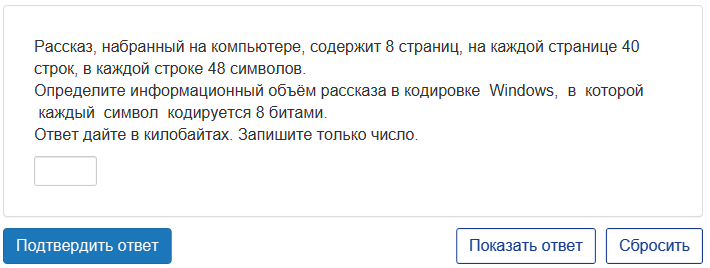 Рассказ, набранный на компьютере, содержит 8 страниц, на каждой странице 40
строк, в каждой строке 48 символов.
Определите информационный объём рассказа в кодировке Windows, в которой
каждый символ кодируется 8 битами.
Ответ дайте в килобайтах. Запишите только число.
Подтвердить ответ Показать ответ Сбросить